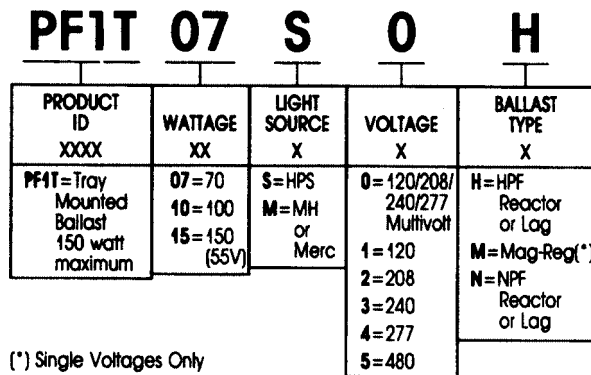 PF1T 07 S 0 H
PRODUCT
ID
XXXX
WATTAGE
XX
LIGHT
SOURCE
X
VOLTAGE
X
BALLAST
TYPE
X
PF1T=Tray
Mounted
Ballast
150 watt
maximum
07=70
10=100
15=150
(55V)
S=HPS
M=MH
or
Merc
0=120/208/
240/277
Multivolt
1=120
2=208
3=240
4=277
5=480
H=HPF
Reactor
or Lag
M=Mag-Reg(*)
N=NPF
Reactor
or Lag
(*) Single Voltages Only